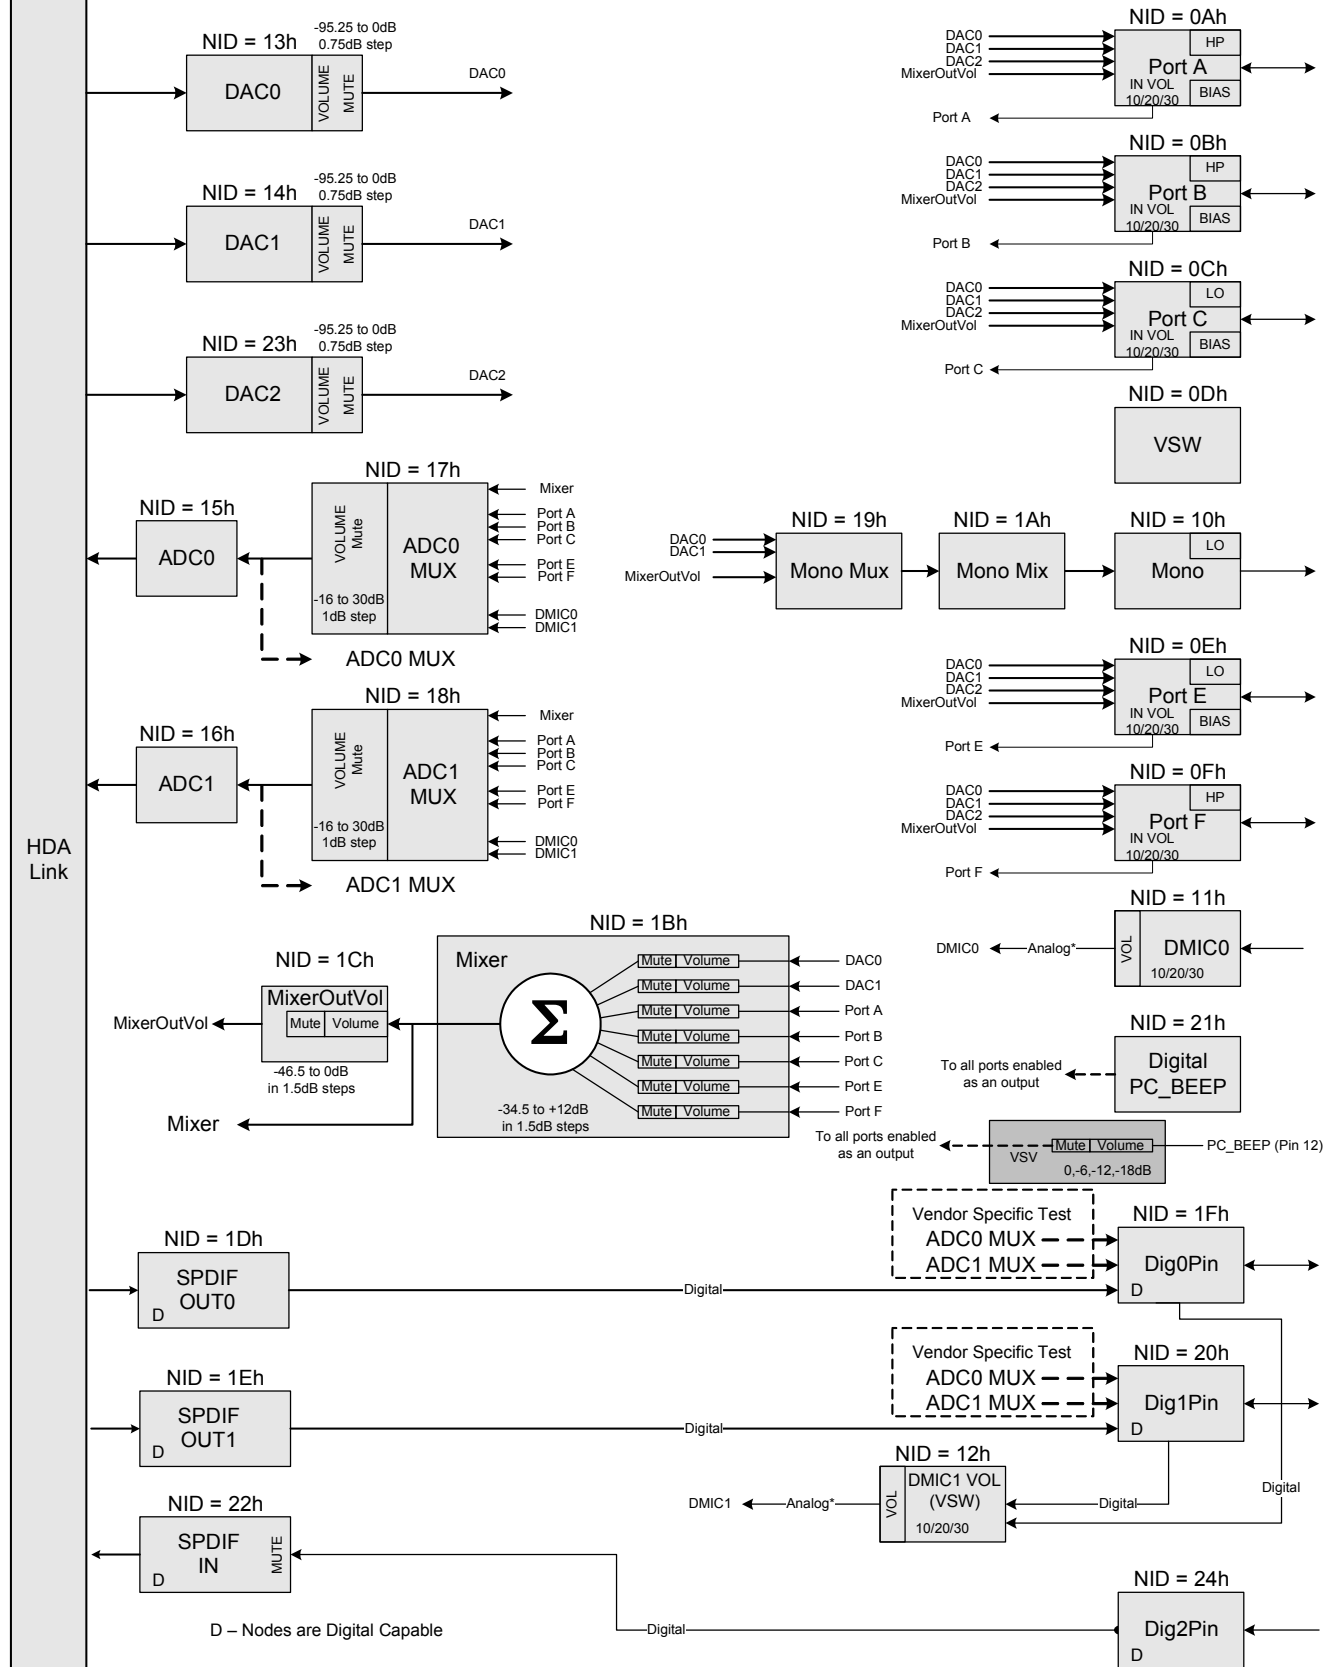 HDA
Link
NID = 13h
-95.25 to 0dB
0.75dB step
DAC0
VOLUME
MUTE
DAC0
NID = 14h
-95.25 to 0dB
0.75dB step
DAC1
VOLUME
MUTE
DAC1
NID = 23h
-95.25 to 0dB
0.75dB step
DAC2
VOLUME
MUTE
DAC2
NID = 17h
NID = 15h
ADC0
VOLUME
Mute
-16 to 30dB
1dB step
ADC0
MUX
Mixer
Port A
Port B
Port C
Port E
Port F
DMIC0
DMIC1
ADC0 MUX
NID = 18h
NID = 16h
ADC1
VOLUME
Mute
-16 to 30dB
1dB step
ADC1
MUX
Mixer
Port A
Port B
Port C
Port E
Port F
DMIC0
DMIC1
ADC1 MUX
NID = 1Bh
Mixer
Σ
Mute Volume
DAC0
Mute Volume
DAC1
Mute Volume
Port A
Mute Volume
Port B
Mute Volume
Port C
Mute Volume
Port E
Mute Volume
Port F
-34.5 to +12dB
in 1.5dB steps
NID = 1Ch
MixerOutVol
Mute Volume
-46.5 to 0dB
in 1.5dB steps
MixerOutVol
Mixer
NID = 1Dh
SPDIF
OUT0
D
Digital
NID = 1Eh
SPDIF
OUT1
D
Digital
NID = 22h
SPDIF
IN
MUTE
D
Digital
D – Nodes are Digital Capable
NID = 0Ah
DAC0
DAC1
DAC2
MixerOutVol
HP
Port A
IN VOL
10/20/30
BIAS
Port A
NID = 0Bh
DAC0
DAC1
DAC2
MixerOutVol
HP
Port B
IN VOL
10/20/30
BIAS
Port B
NID = 0Ch
DAC0
DAC1
DAC2
MixerOutVol
LO
Port C
IN VOL
10/20/30
BIAS
Port C
NID = 0Dh
VSW
NID = 19h
DAC0
DAC1
MixerOutVol
Mono Mux
NID = 1Ah
Mono Mix
NID = 10h
LO
Mono
NID = 0Eh
DAC0
DAC1
DAC2
MixerOutVol
LO
Port E
IN VOL
10/20/30
BIAS
Port E
NID = 0Fh
DAC0
DAC1
DAC2
MixerOutVol
HP
Port F
IN VOL
10/20/30
Port F
NID = 11h
DMIC0
Analog*
VOL
DMIC0
10/20/30
NID = 21h
Digital
PC_BEEP
To all ports enabled
as an output
To all ports enabled
as an output
VSV
Mute Volume
0,-6,-12,-18dB
PC_BEEP (Pin 12)
Vendor Specific Test
ADC0 MUX
ADC1 MUX
NID = 1Fh
Dig0Pin
D
Vendor Specific Test
ADC0 MUX
ADC1 MUX
NID = 20h
Dig1Pin
D
NID = 12h
DMIC1
Analog*
VOL
DMIC1 VOL
(VSW)
10/20/30
Digital
Digital
NID = 24h
Dig2Pin
D